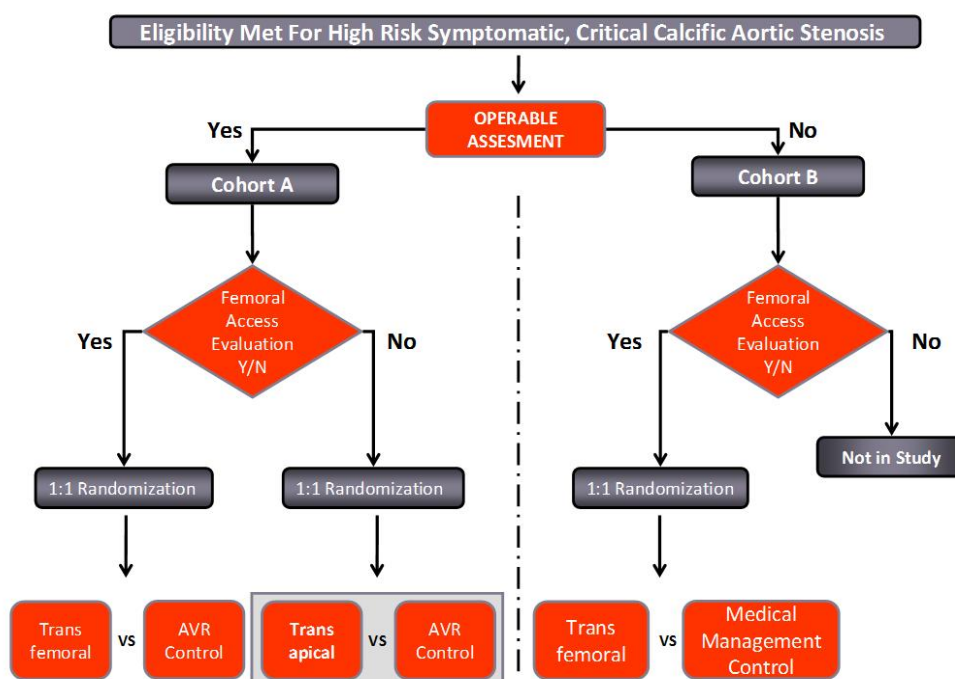 Eligibility Met For High Risk Symptomatic, Critical Calcific Aortic Stenosis
OPERABLE
ASSESMENT
Yes
No
Cohort A
Cohort B
Femoral
Access
Evaluation
Y/N
Yes
No
Femoral
Access
Evaluation
Y/N
Yes
No
1:1 Randomization
1:1 Randomization
1:1 Randomization
Not in Study
Trans
femoral
vs
AVR
Control
Trans
apical
vs
AVR
Control
Trans
femoral
vs
Medical
Management
Control